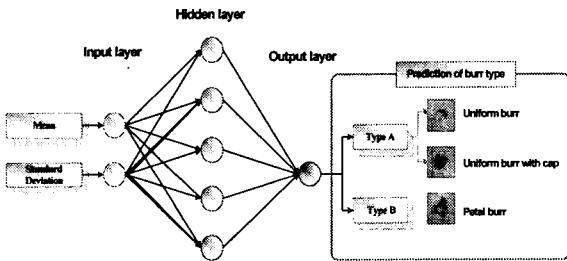 Hidden layer
Input layer
Output layer
Prediction of burr type
Mean
Standard
Deviation
Type A
Type B
Uniform burr
Uniform burr with cap
Petal burr